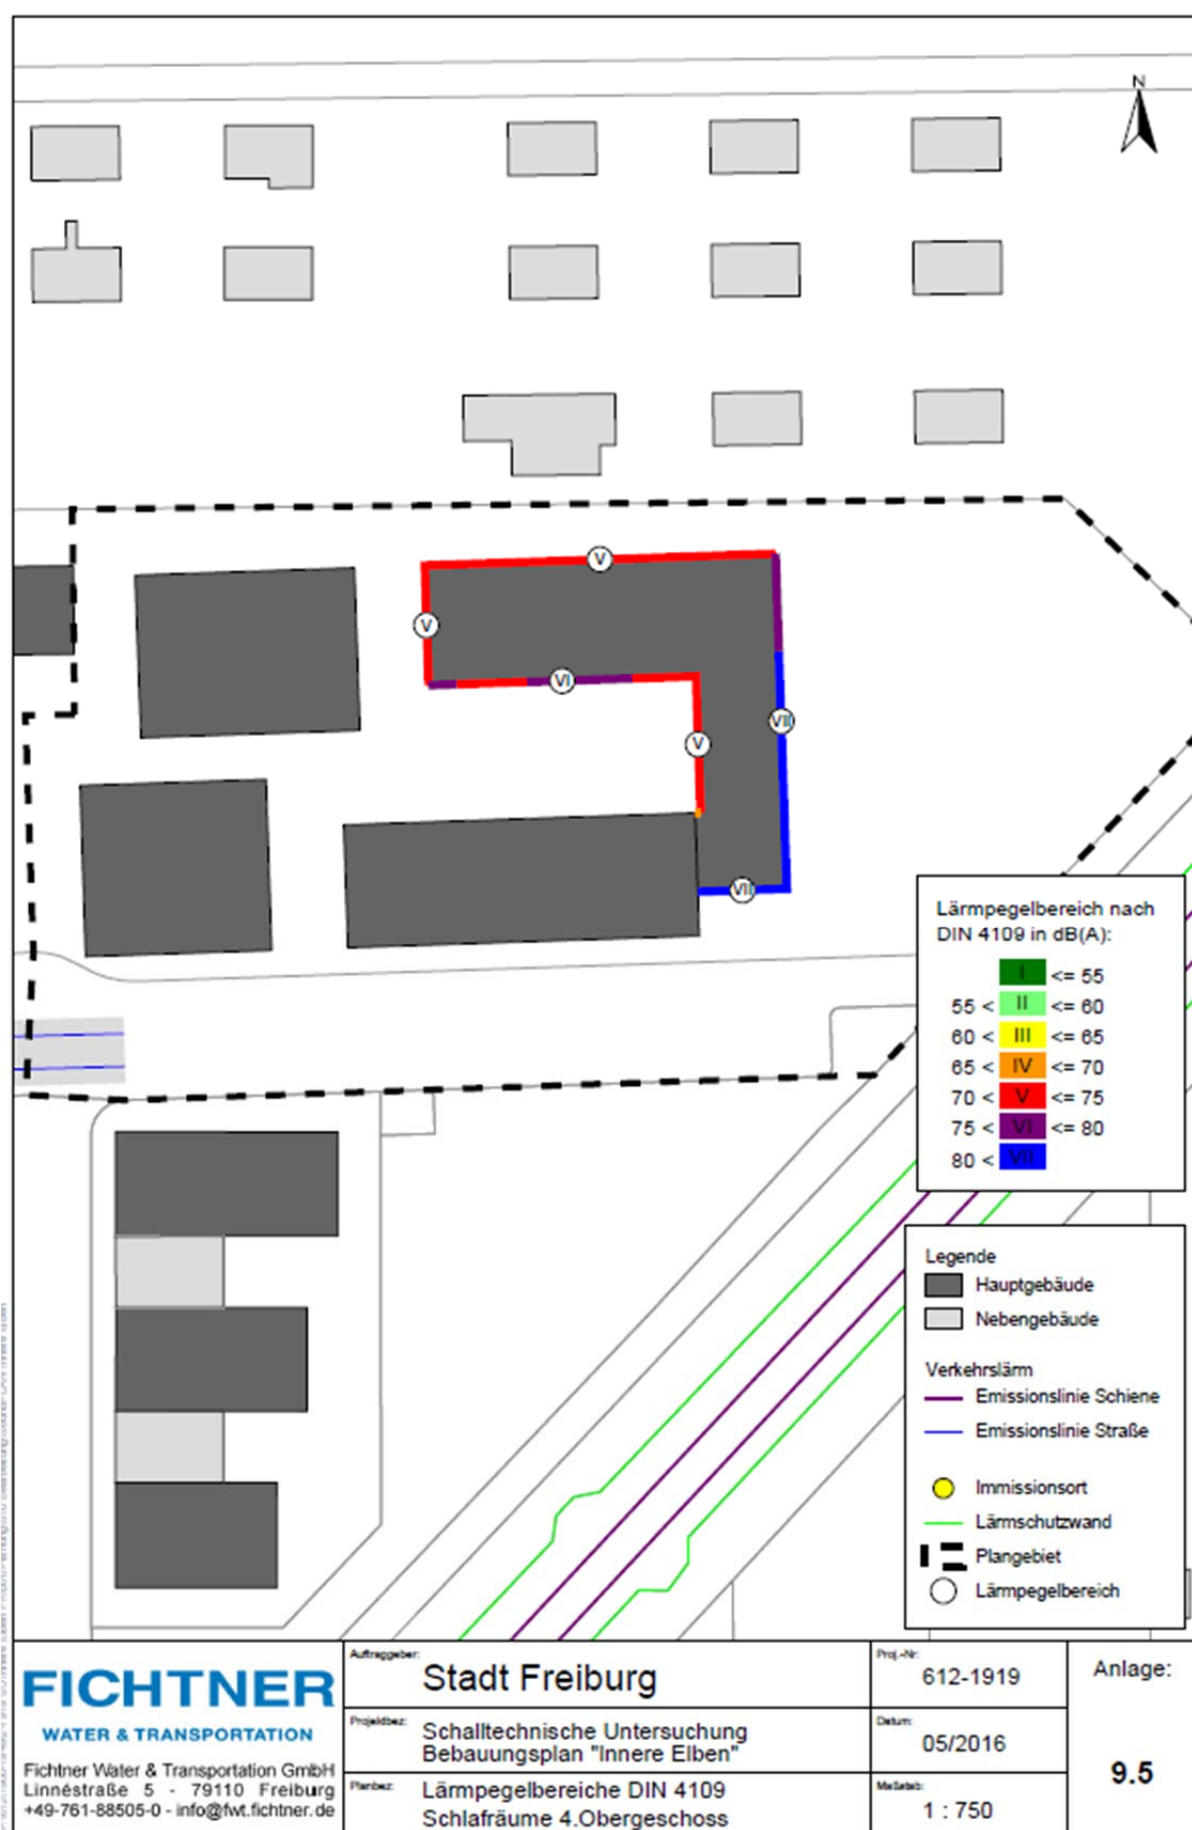 N
V
V
VI
VII
V
VII
Lärmpegelbereich nach
DIN 4109 in dB(A):
I <= 55
55 < II <= 60
60 < III <= 65
65 < IV <= 70
70 < V <= 75
75 < VI <= 80
80 < VII
Legende
Hauptgebäude
Nebengebäude
Verkehrslärm
Emissionslinie Schiene
Emissionslinie Straße
Immissionsort
Lärmschutzwand
Plangebiet
Lärmpegelbereich
FICHTNER
WATER & TRANSPORTATION
Fichtner Water & Transportation GmbH
Linnéstraße 5 - 79110 Freiburg
+49-761-88505-0 - info@fwt.fichtner.de
Auftraggeber:
Stadt Freiburg
Projektbez:
Schalltechnische Untersuchung
Bebauungsplan "Innere Elben"
Planbez:
Lärmpegelbereiche DIN 4109
Schlafräume 4.Obergeschoss
Proj.-Nr:
612-1919
Datum:
05/2016
Maßstab:
1 : 750
Anlage:
9.5